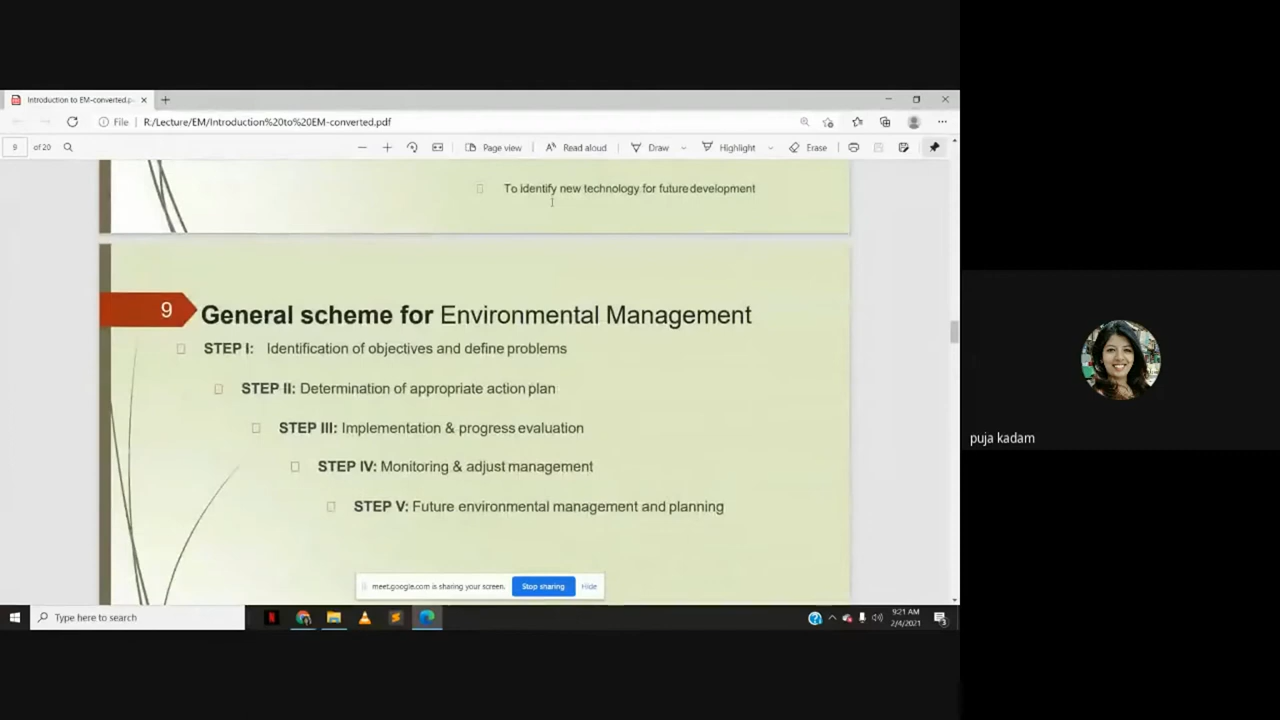 Introduction to EM-converted.p
File R:/Lecture/EM/Introduction%20to%20EM-converted.pdf
9 of 20 Page view Read aloud Draw Highlight Erase
To identify new technology for future development
9
General scheme for Environmental Management
STEP I: Identification of objectives and define problems
STEP II: Determination of appropriate action plan
STEP III: Implementation & progress evaluation
STEP IV: Monitoring & adjust management
STEP V: Future environmental management and planning
puja kadam
meet.google.com is sharing your screen. Stop sharing Hide
Type here to search
9:21 AM
2/4/2021